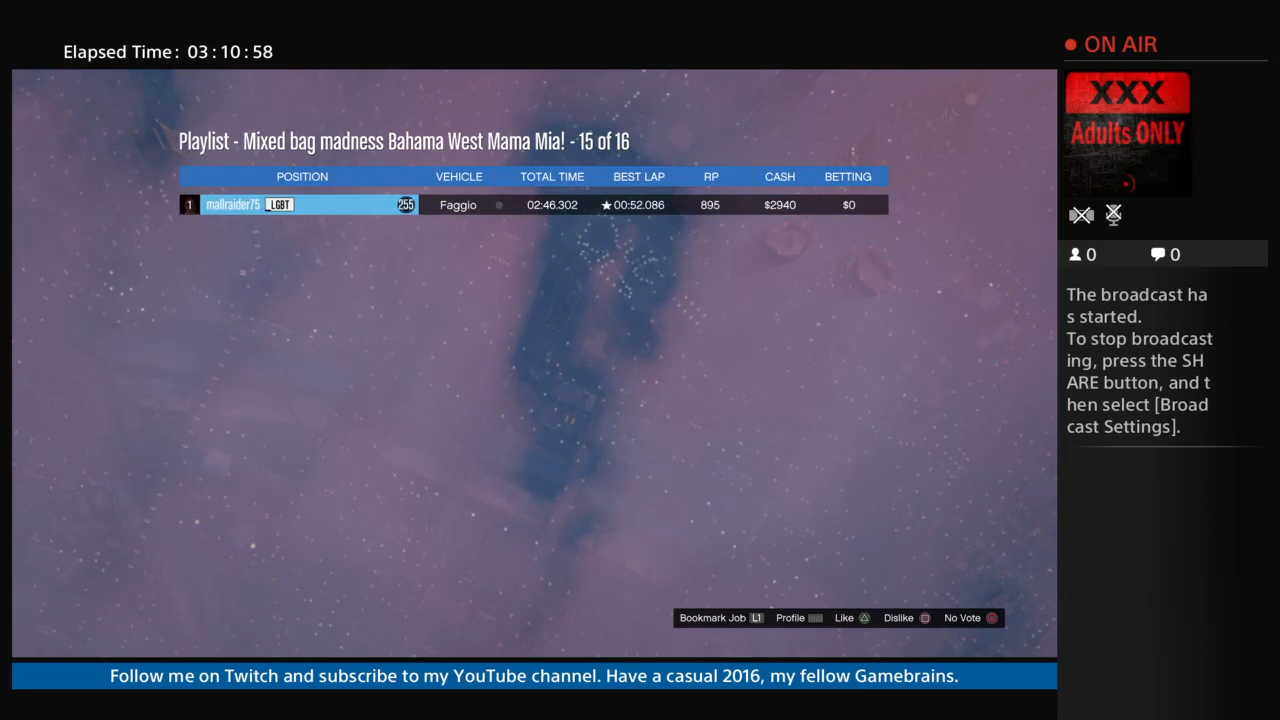 Elapsed Time: 03:10:58
ON AIR
XXX
Adults ONLY
Playlist - Mixed bag madness Bahama West Mama Mia! - 15 of 16
POSITION VEHICLE TOTAL TIME BEST LAP RP CASH BETTING
1 mallraider75 _LGBT 255 Faggio 02:46.302 ★ 00:52.086 895 $2940 $0
0 0
The broadcast ha
s started.
To stop broadcast
ing, press the SH
ARE button, and t
hen select [Broad
cast Settings].
Bookmark Job L1 Profile Like Dislike No Vote
Follow me on Twitch and subscribe to my YouTube channel. Have a casual 2016, my fellow Gamebrains.